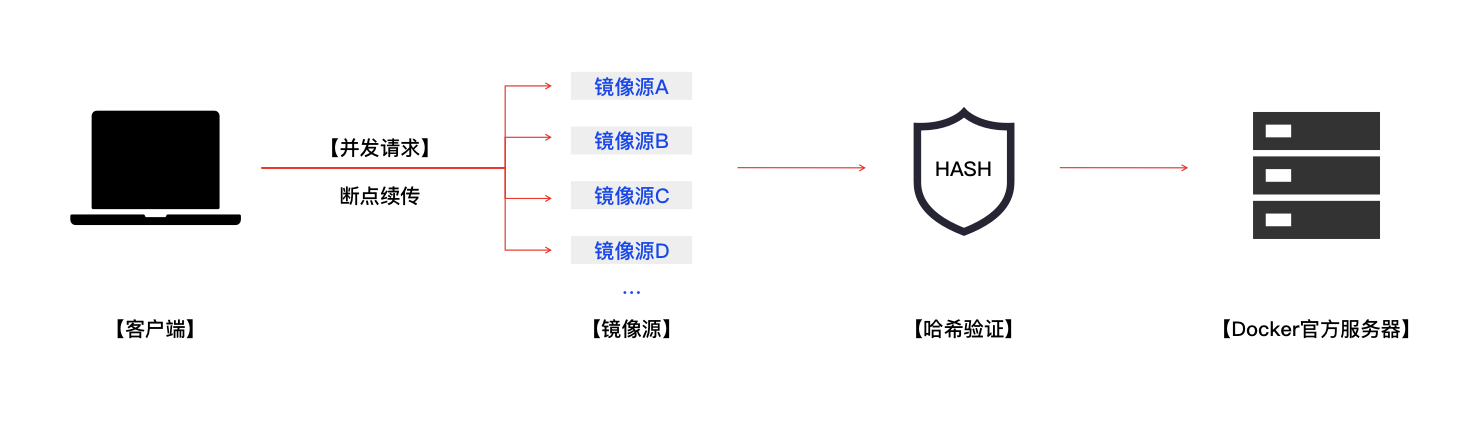 【并发请求】
断点续传
镜像源A
镜像源B
镜像源C
镜像源D
...
HASH
【客户端】
【镜像源】
【哈希验证】
【Docker官方服务器】